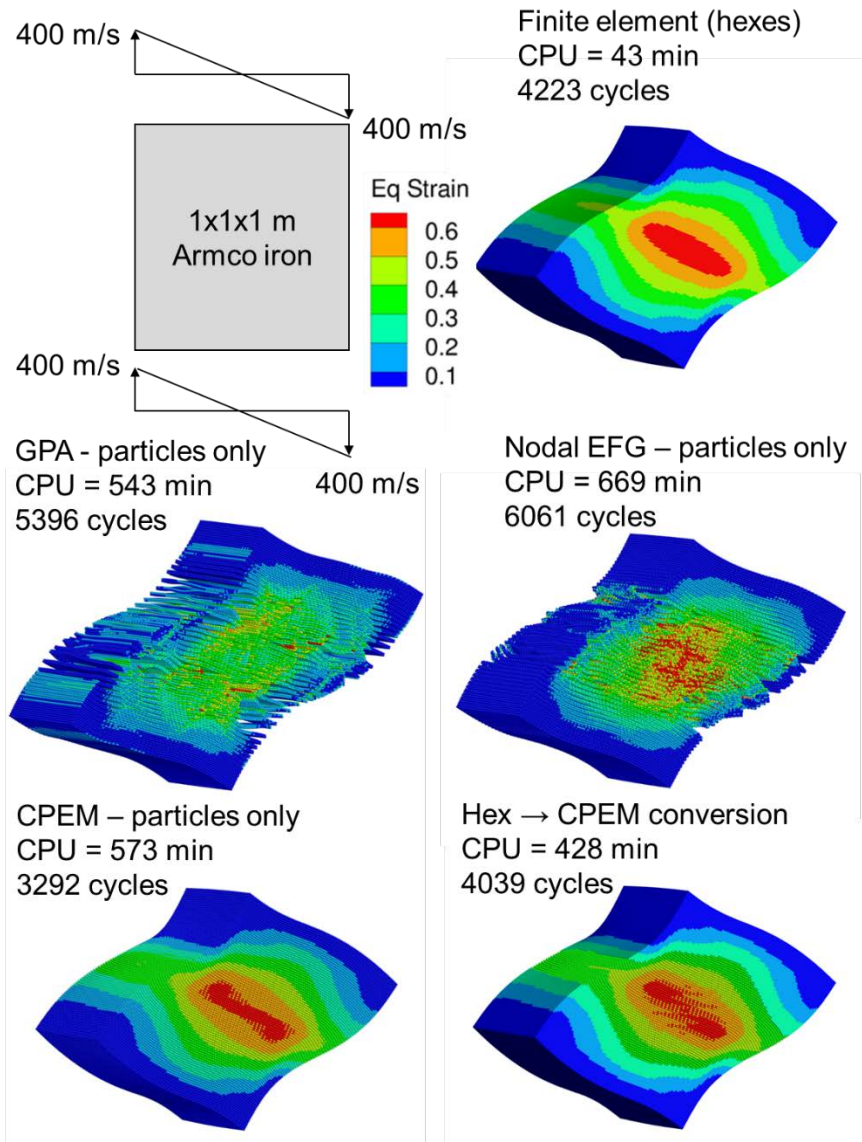 400 m/s
400 m/s
1x1x1 m
Armco iron
400 m/s
400 m/s
Finite element (hexes)
CPU = 43 min
4223 cycles
Eq Strain
0.6
0.5
0.4
0.3
0.2
0.1
GPA - particles only
CPU = 543 min
5396 cycles
Nodal EFG – particles only
CPU = 669 min
6061 cycles
CPEM – particles only
CPU = 573 min
3292 cycles
Hex → CPEM conversion
CPU = 428 min
4039 cycles